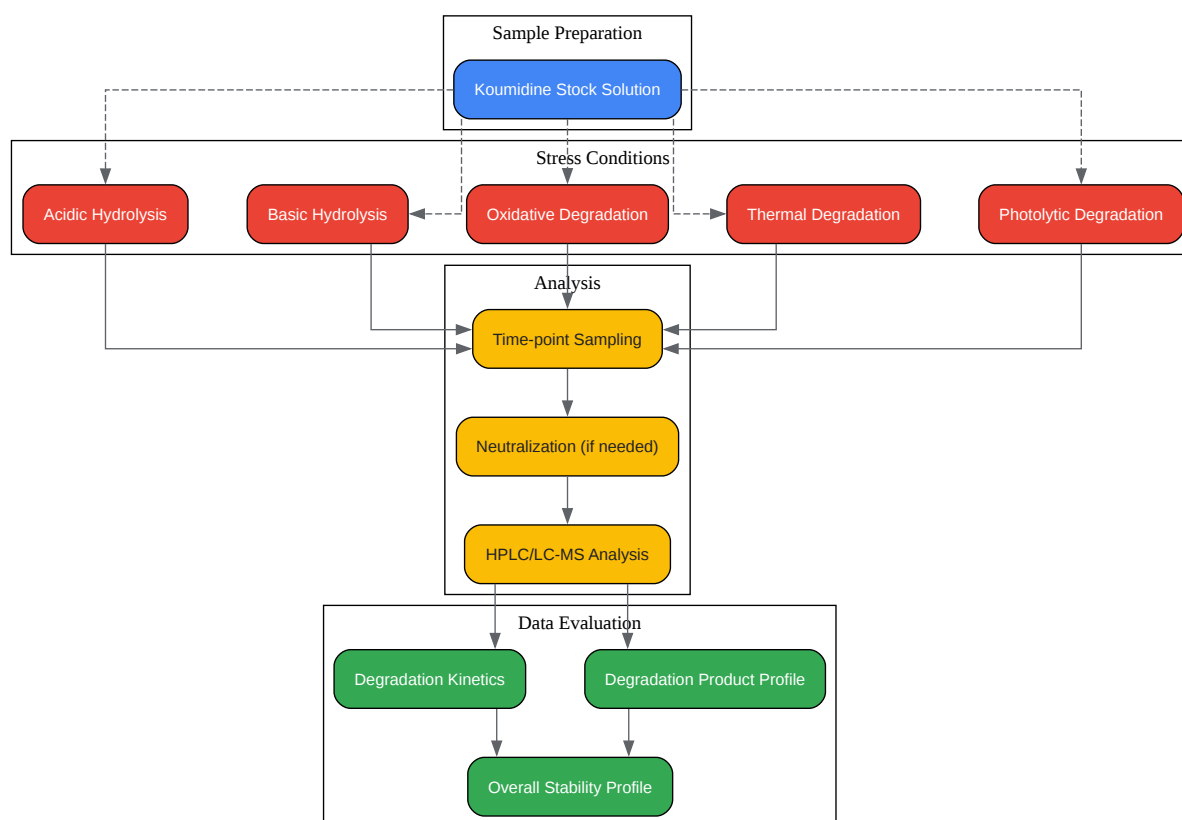 Sample Preparation
Koumidine Stock Solution
Stress Conditions
Acidic Hydrolysis
Basic Hydrolysis
Oxidative Degradation
Thermal Degradation
Photolytic Degradation
Analysis
Time-point Sampling
Neutralization (if needed)
HPLC/LC-MS Analysis
Data Evaluation
Degradation Kinetics
Degradation Product Profile
Overall Stability Profile